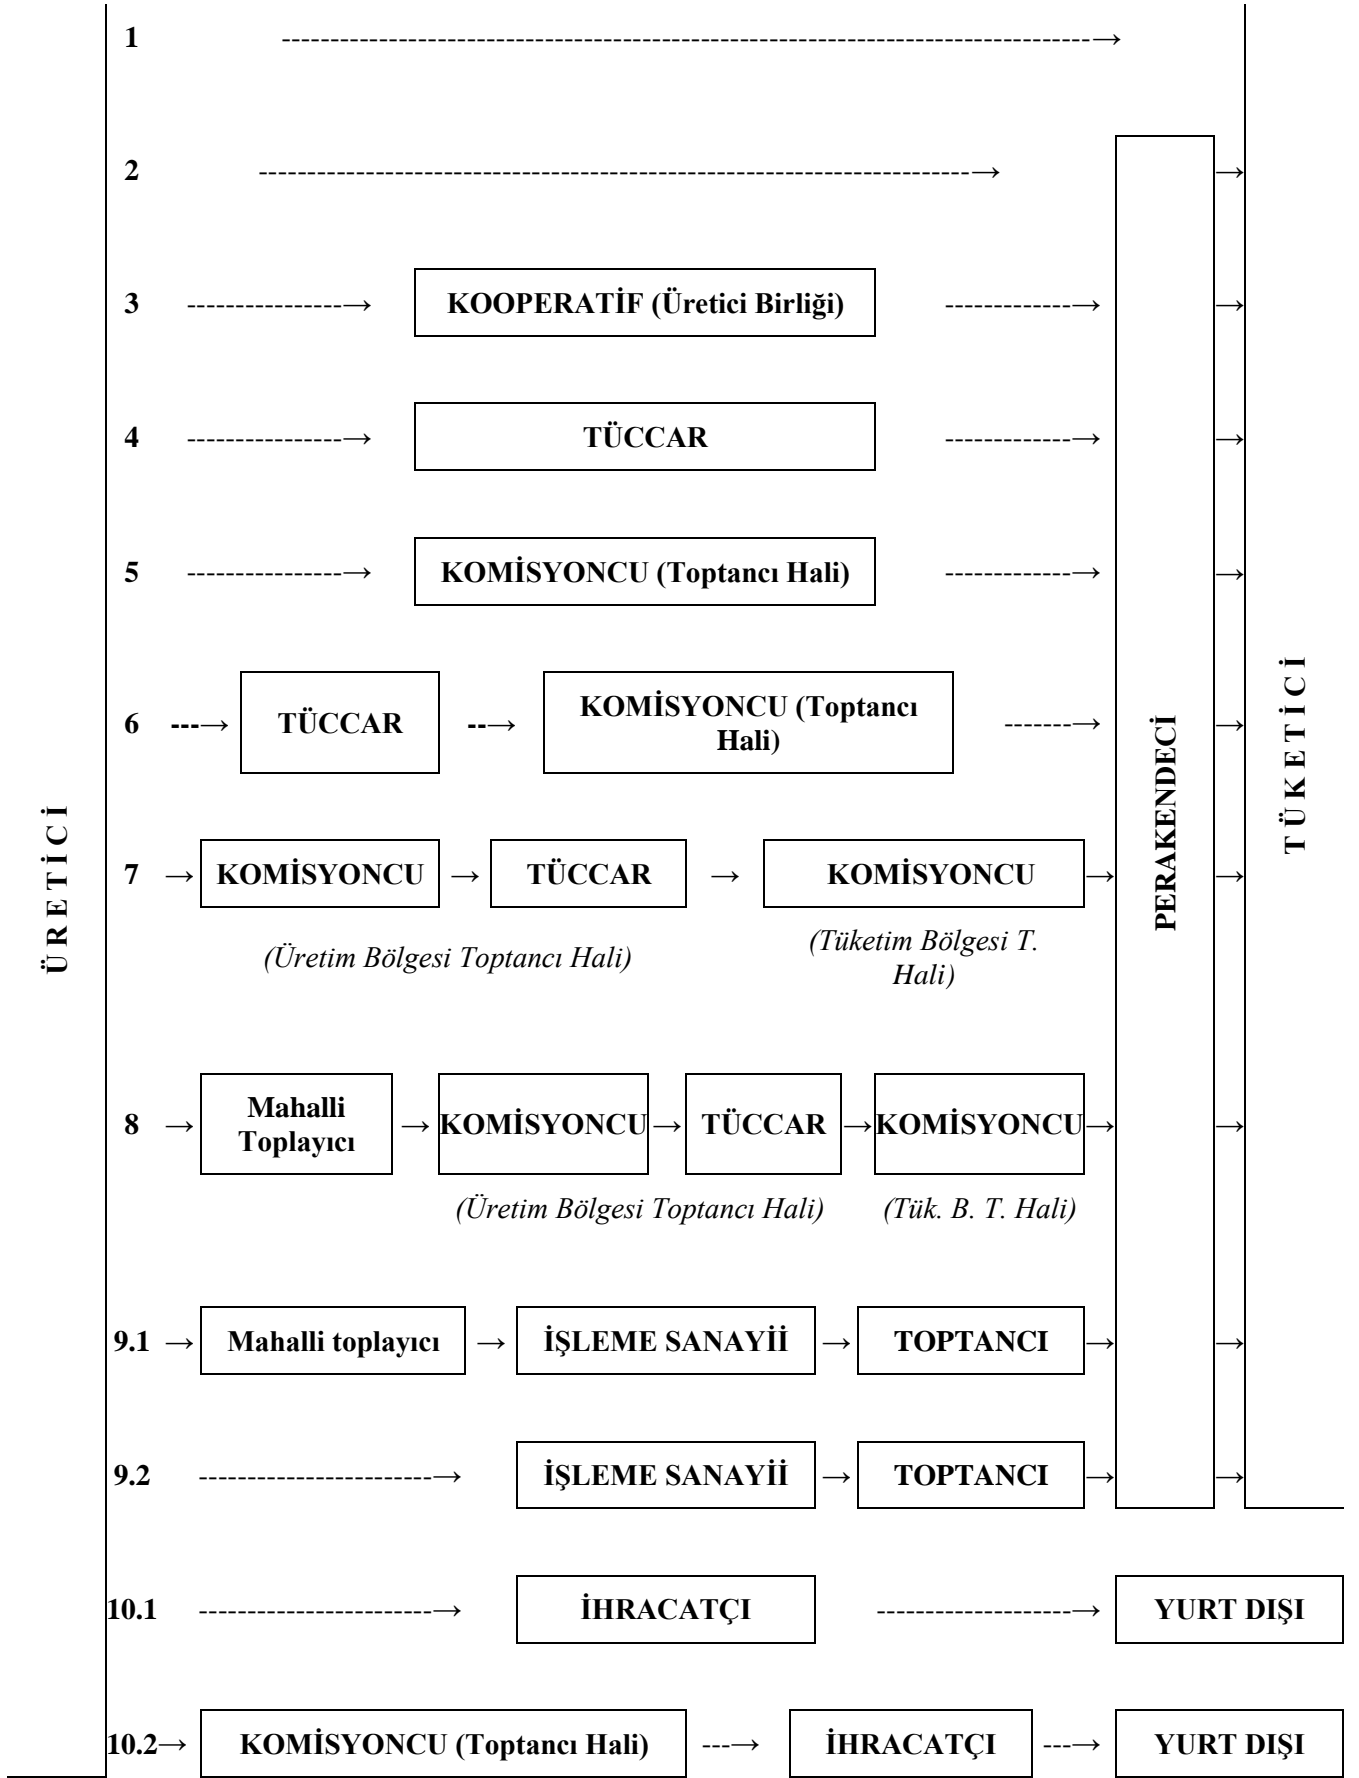 1
2
3
KOOPERATİF (Üretici Birliği)
4
TÜCCAR
5
KOMİSYONCU (Toptancı Hali)
6
TÜCCAR
KOMİSYONCU (Toptancı
Hali)
ÜRETİCİ
7
KOMİSYONCU
TÜCCAR
KOMİSYONCU
PERAKENDECİ
TÜKETİCİ
(Üretim Bölgesi Toptancı Hali)
(Tüketim Bölgesi T.
Hali)
8
Mahalli
Toplayıcı
KOMİSYONCU
TÜCCAR
KOMİSYONCU
(Üretim Bölgesi Toptancı Hali)
(Tük. B. T. Hali)
9.1
Mahalli toplayıcı
İŞLEME SANAYİİ
TOPTANCI
9.2
İŞLEME SANAYİİ
TOPTANCI
10.1
İHRACATÇI
YURT DIŞI
10.2
KOMİSYONCU (Toptancı Hali)
İHRACATÇI
YURT DIŞI